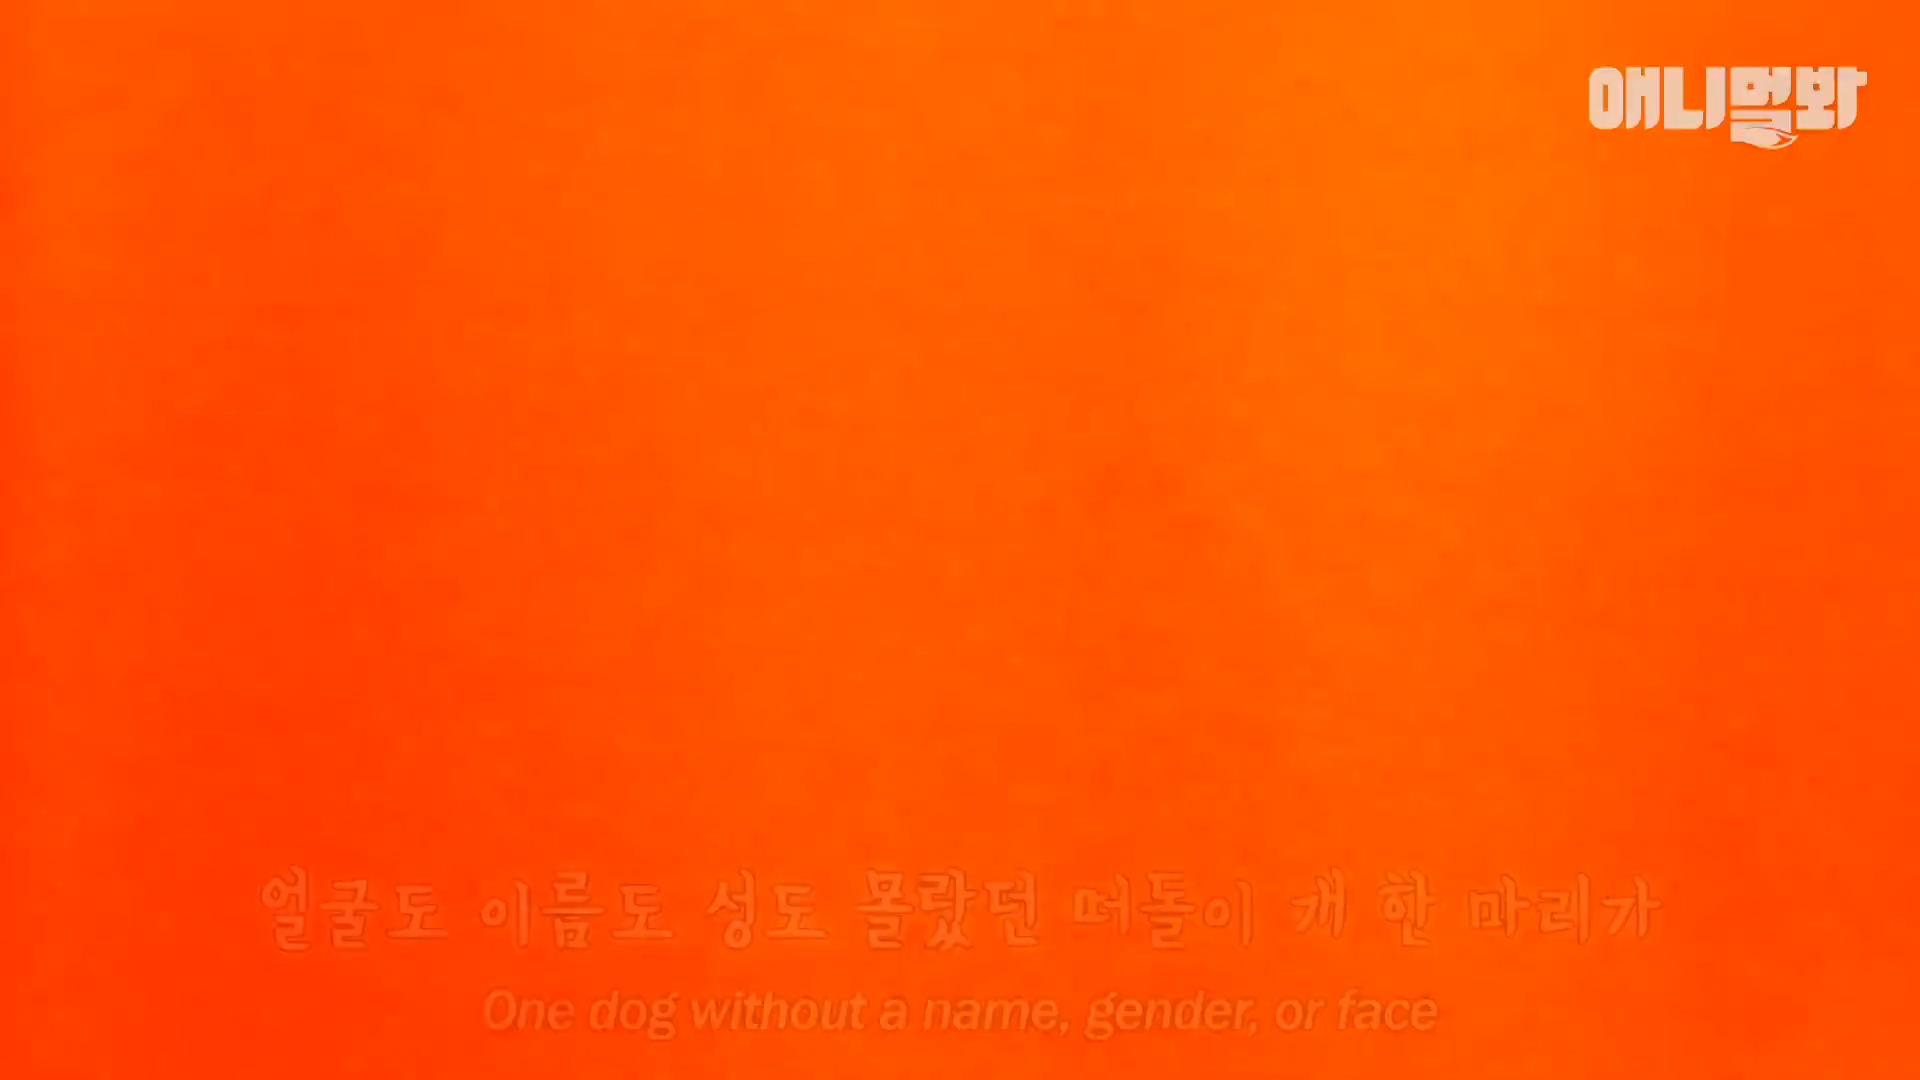 애니멀봐
얼굴도 이름도 성도 몰랐던 떠돌이 개 한 마리가
One dog without a name, gender, or face